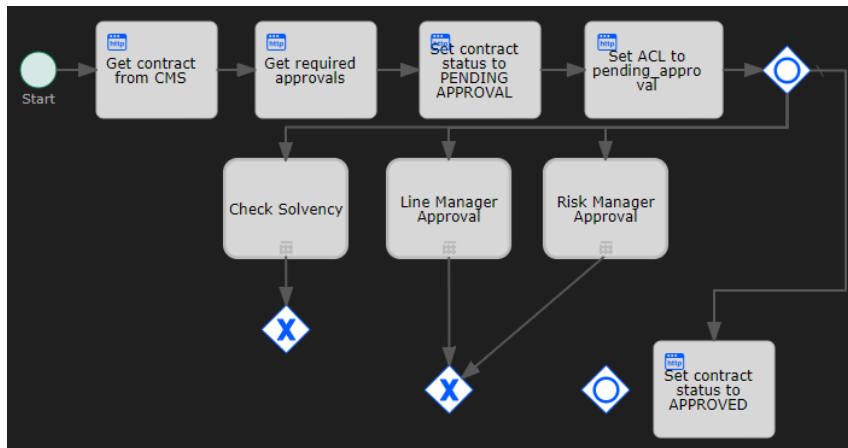 http
Get contract
from CMS
http
Get required
approvals
http
Set contract
status to
PENDING
APPROVAL
http
Set ACL to
pending_appro
val
Start
Check Solvency
Line Manager
Approval
Risk Manager
Approval
X
X
http
Set contract
status to
APPROVED